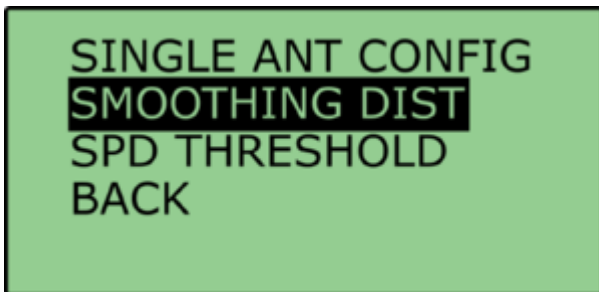 SINGLE ANT CONFIG
SMOOTHING DIST
SPD THRESHOLD
BACK